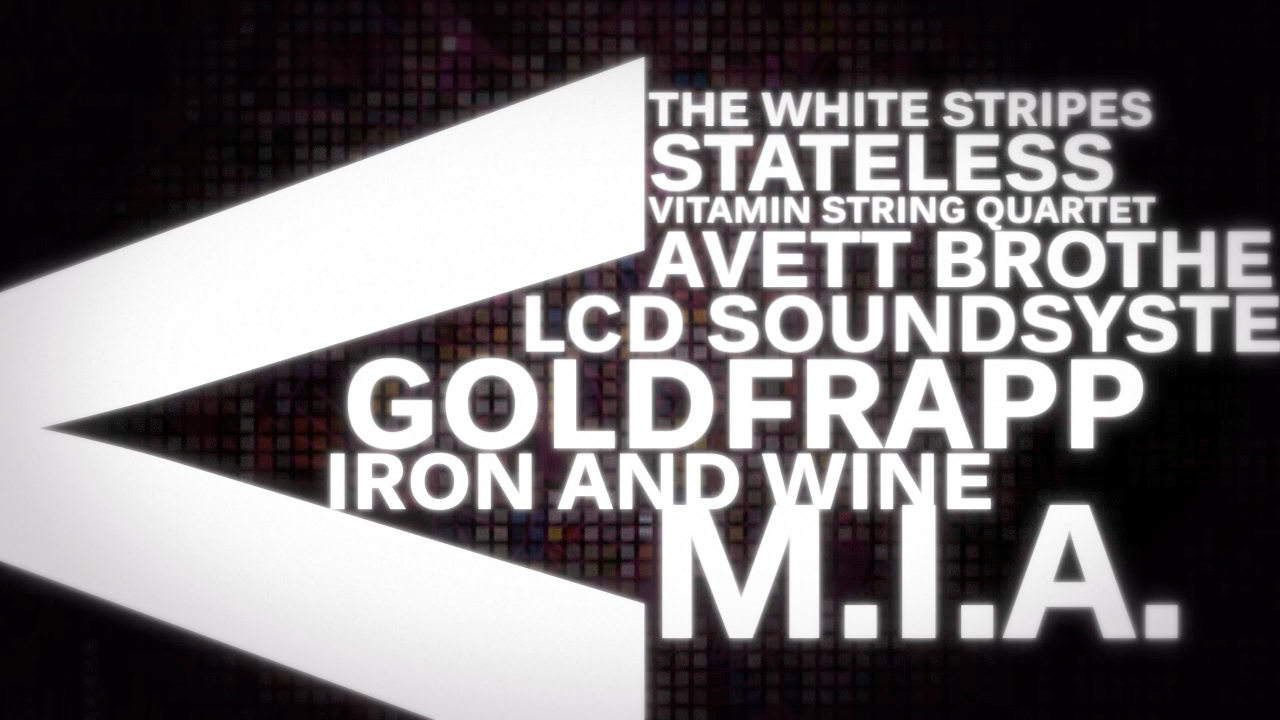 THE WHITE STRIPES
STATELESS
VITAMIN STRING QUARTET
AVETT BROTHE
LCD SOUNDSYSTE
GOLDFRAPP
IRON AND WINE
M.I.A.